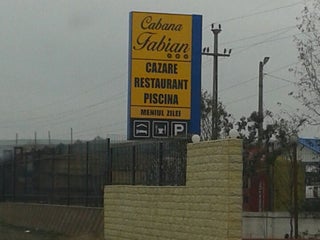 Cabana
Fabian
CAZARE
RESTAURANT
PISCINA
MENIUL ZILEI
P